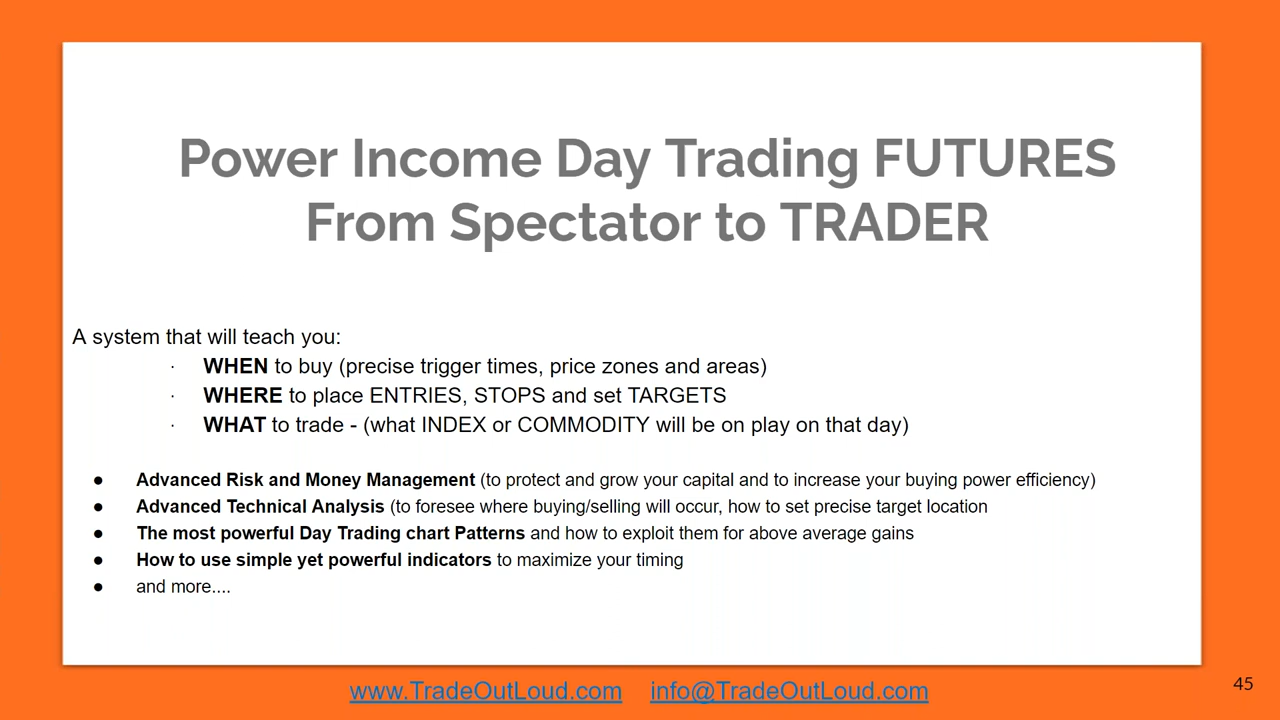 Power Income Day Trading FUTURES
From Spectator to TRADER
A system that will teach you:
· WHEN to buy (precise trigger times, price zones and areas)
· WHERE to place ENTRIES, STOPS and set TARGETS
· WHAT to trade - (what INDEX or COMMODITY will be on play on that day)
● Advanced Risk and Money Management (to protect and grow your capital and to increase your buying power efficiency)
● Advanced Technical Analysis (to foresee where buying/selling will occur, how to set precise target location
● The most powerful Day Trading chart Patterns and how to exploit them for above average gains
● How to use simple yet powerful indicators to maximize your timing
● and more....
www.TradeOutLoud.com info@TradeOutLoud.com
45